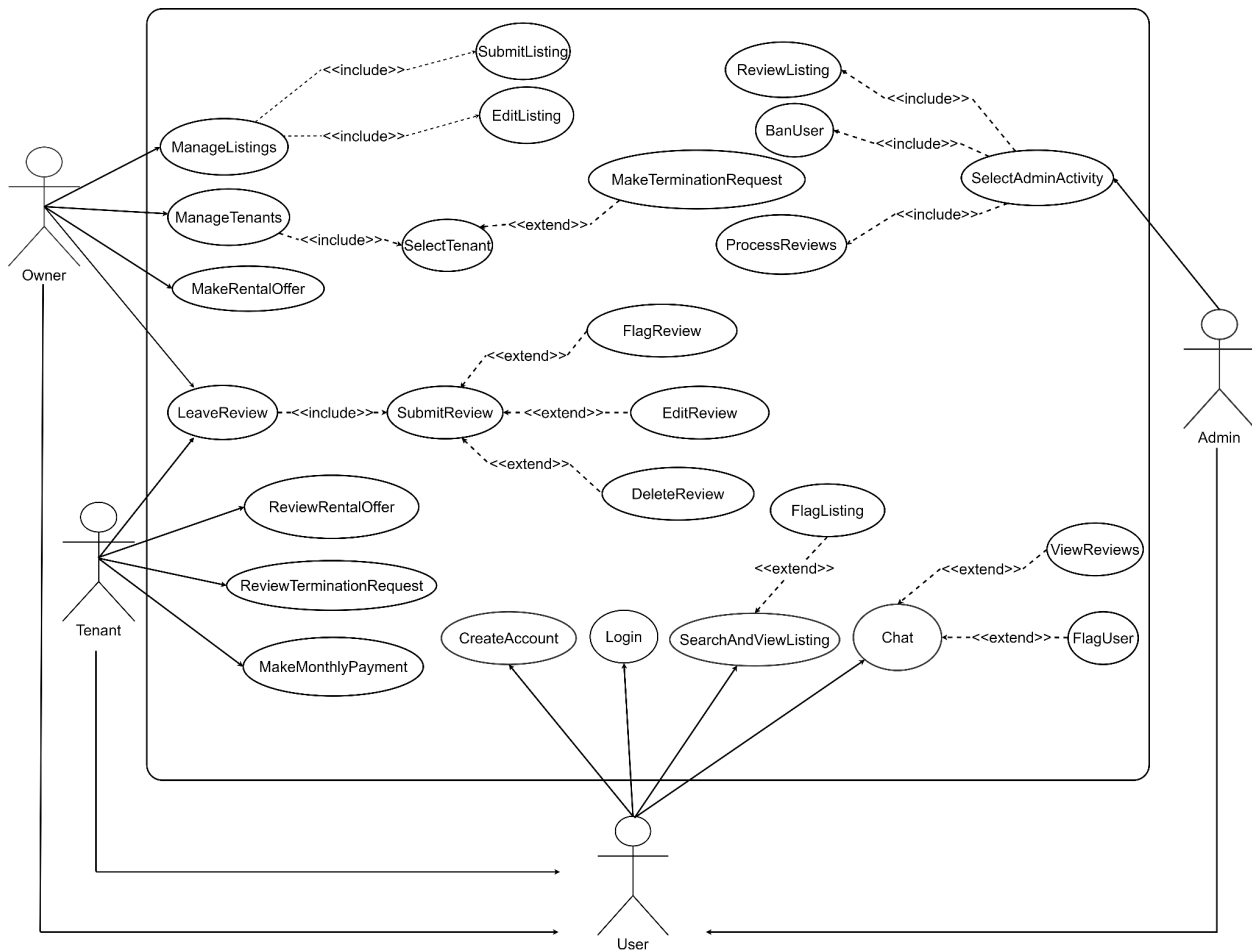 SubmitListing
<<include>>
ReviewListing
<<include>>
EditListing
<<include>>
BanUser
<<include>>
ManageListings
MakeTerminationRequest
SelectAdminActivity
ManageTenants
<<extend>>
<<include>>
<<include>>
SelectTenant
ProcessReviews
Owner
MakeRentalOffer
FlagReview
<<extend>>
LeaveReview
<<include>>
SubmitReview
<<extend>>
EditReview
Admin
<<extend>>
DeleteReview
ReviewRentalOffer
FlagListing
ViewReviews
<<extend>>
<<extend>>
ReviewTerminationRequest
Tenant
CreateAccount
Login
SearchAndViewListing
Chat
<<extend>>
FlagUser
MakeMonthlyPayment
User